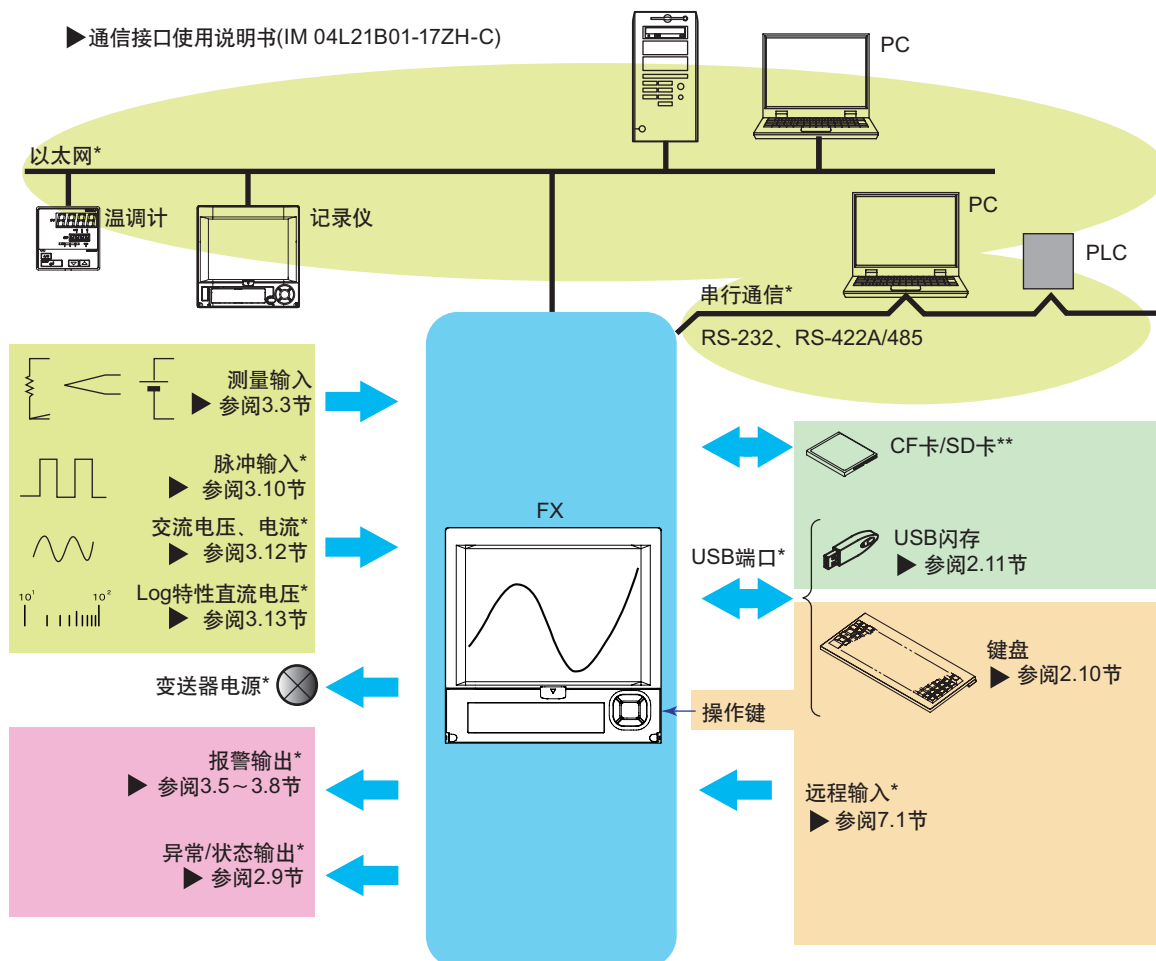 ▶通信接口使用说明书(IM 04L21B01-17ZH-C)
PC
以太网*
温调计
记录仪
PC
PLC
串行通信*
RS-232、RS-422A/485
测量输入
▶ 参阅3.3节
脉冲输入*
▶ 参阅3.10节
交流电压、电流*
▶ 参阅3.12节
Log特性直流电压*
▶ 参阅3.13节
10¹ 10²
变送器电源*
报警输出*
▶ 参阅3.5～3.8节
异常/状态输出*
▶ 参阅2.9节
FX
CF卡/SD卡**
USB端口*
USB闪存
▶ 参阅2.11节
键盘
▶ 参阅2.10节
操作键
远程输入*
▶ 参阅7.1节